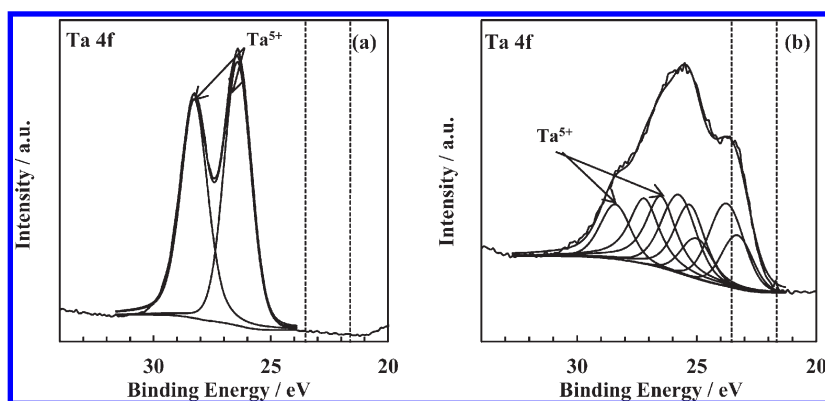 Ta 4f
Ta⁵⁺
(a)
Intensity / a.u.
30
25
20
Binding Energy / eV
Ta 4f
(b)
Ta⁵⁺
Intensity / a.u.
30
25
20
Binding Energy / eV